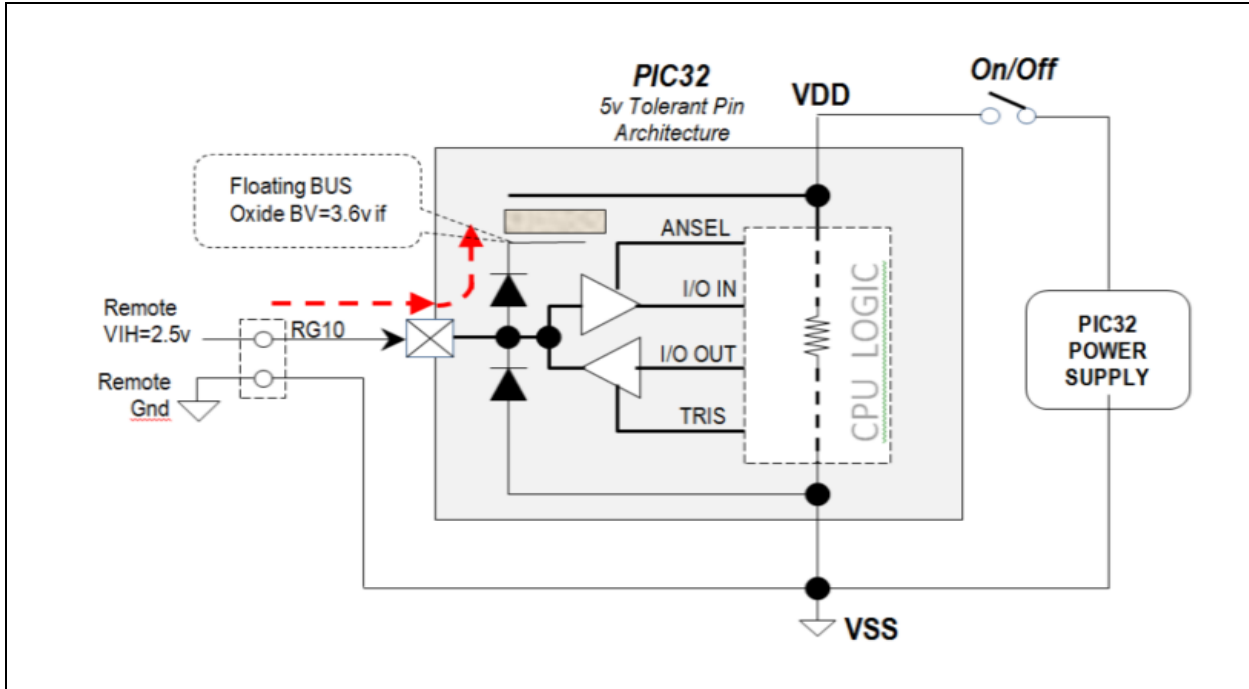 PIC32
5v Tolerant Pin
Architecture
VDD
On/Off
Floating BUS
Oxide BV=3.6v if
ANSEL
I/O IN
I/O OUT
TRIS
CPU LOGIC
Remote
VIH=2.5v
RG10
Remote
Gnd
PIC32
POWER
SUPPLY
VSS